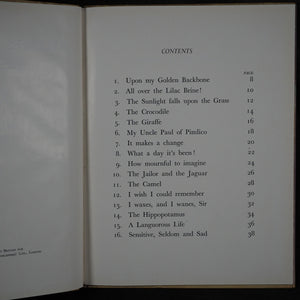 CONTENTS
PAGE
1. Upon my Golden Backbone 8
2. All over the Lilac Brine! 10
3. The Sunlight falls upon the Grass 12
4. The Crocodile 14
5. The Giraffe 16
6. My Uncle Paul of Pimlico 18
7. It makes a change 20
8. What a day it's been! 22
9. How mournful to imagine 24
10. The Jailor and the Jaguar 26
11. The Camel 28
12. I wish I could remember 30
13. I waxes, and I wanes, Sir 32
14. The Hippopotamus 34
15. A Languorous Life 36
16. Sensitive, Seldom and Sad 38